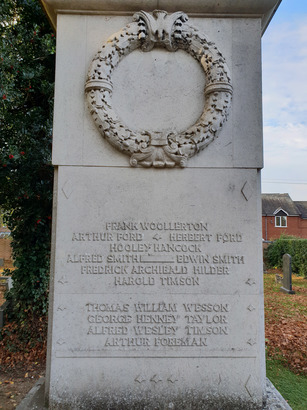 FRANK WOOLLERTON
ARTHUR FORD HERBERT FORD
HOOLEY HANCOCK
ALFRED SMITH EDWIN SMITH
FREDRICK ARCHIBALD HILDER
HAROLD TIMSON
THOMAS WILLIAM WESSON
GEORGE HENNEY TAYLOR
ALFRED WESLEY TIMSON
ARTHUR FOREMAN